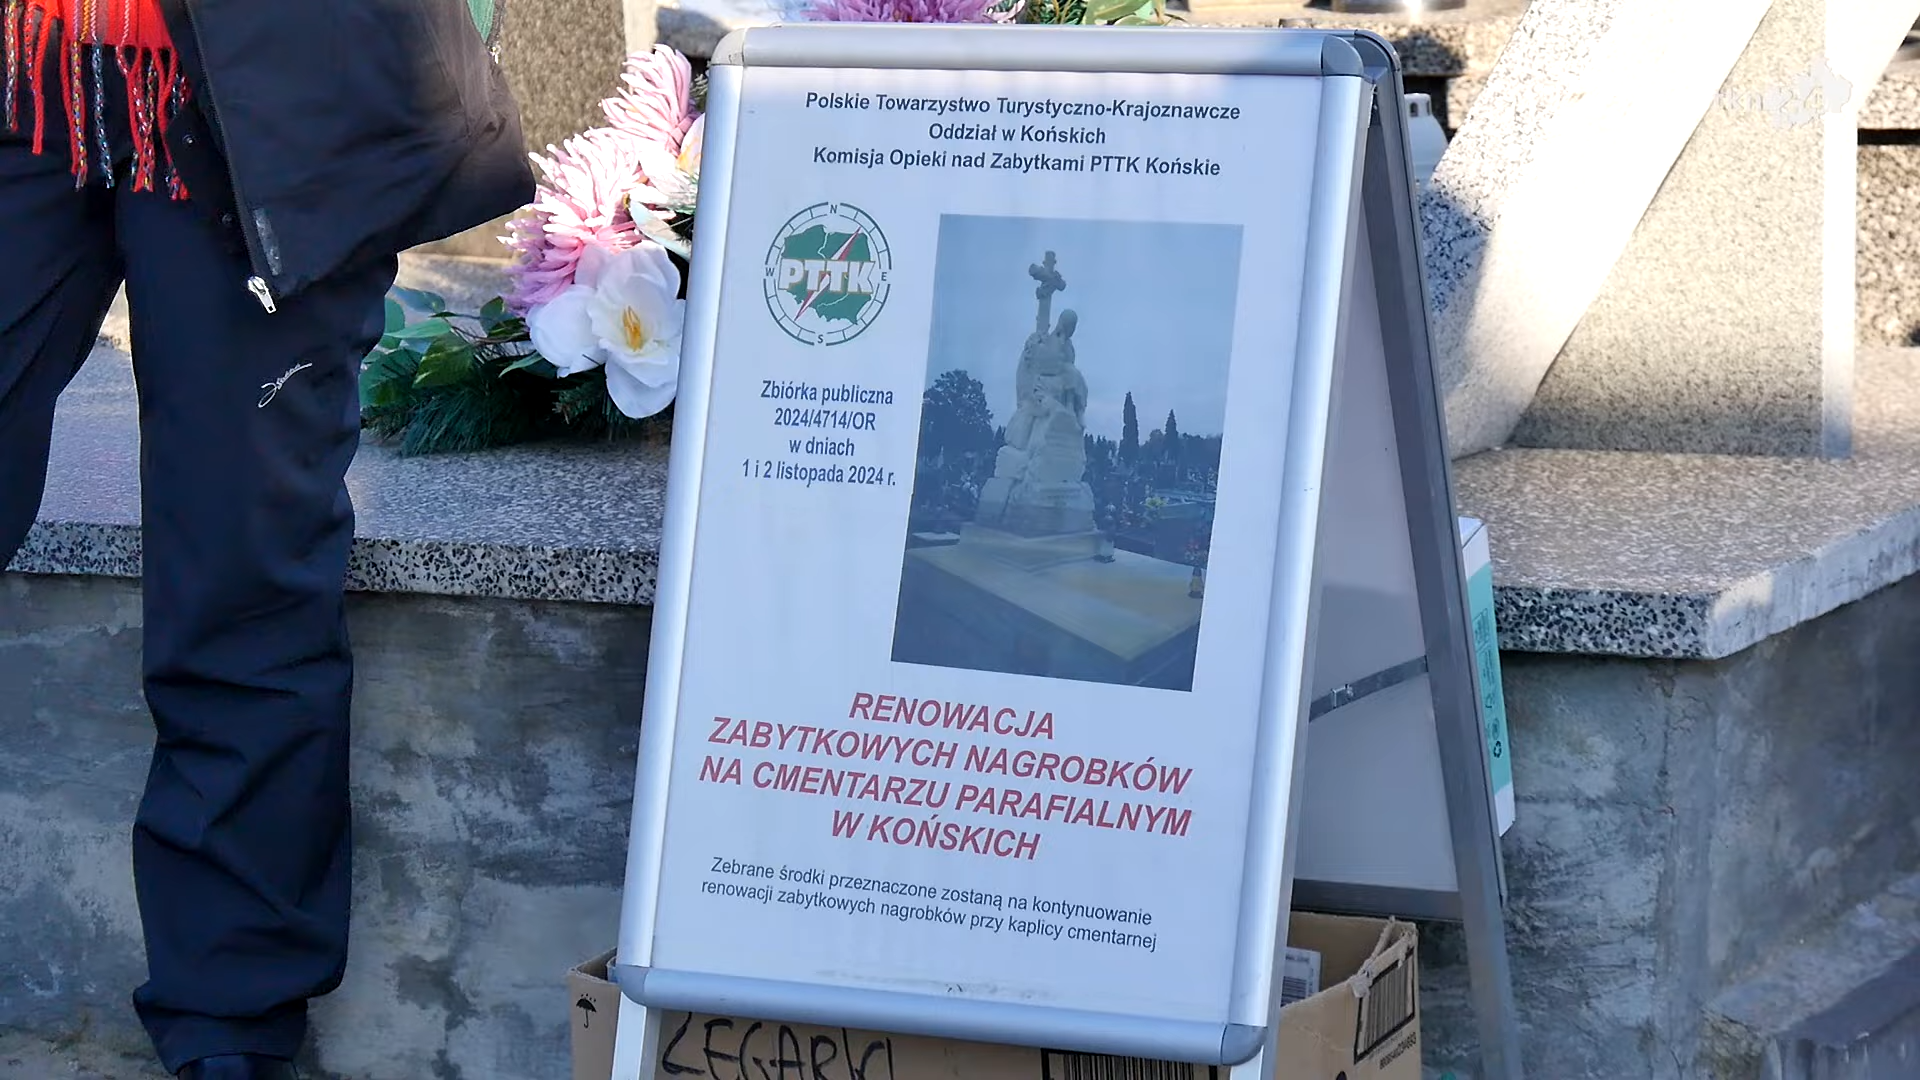 Polskie Towarzystwo Turystyczno-Krajoznawcze
Oddział w Końskich
Komisja Opieki nad Zabytkami PTTK Końskie
N
W
PTTK
E
S
Zbiórka publiczna
2024/4714/OR
w dniach
1 i 2 listopada 2024 r.
RENOWACJA
ZABYTKOWYCH NAGROBKÓW
NA CMENTARZU PARAFIALNYM
W KOŃSKICH
Zebrane środki przeznaczone zostaną na kontynuowanie
renowacji zabytkowych nagrobków przy kaplicy cmentarnej
ZEGARKI